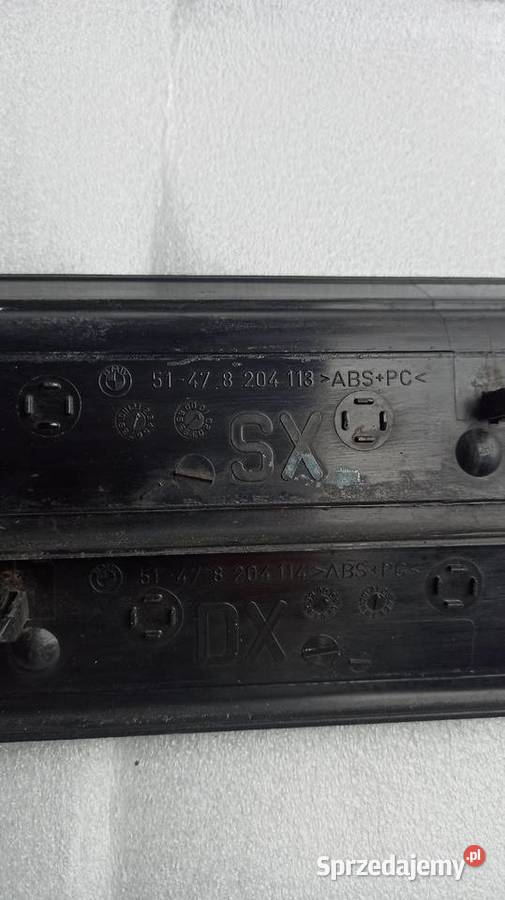 51-47.8 204 113 >ABS+PC<
SX
51-47 8 204 114 >ABS+PC<
DX
Sprzedajemy.pl